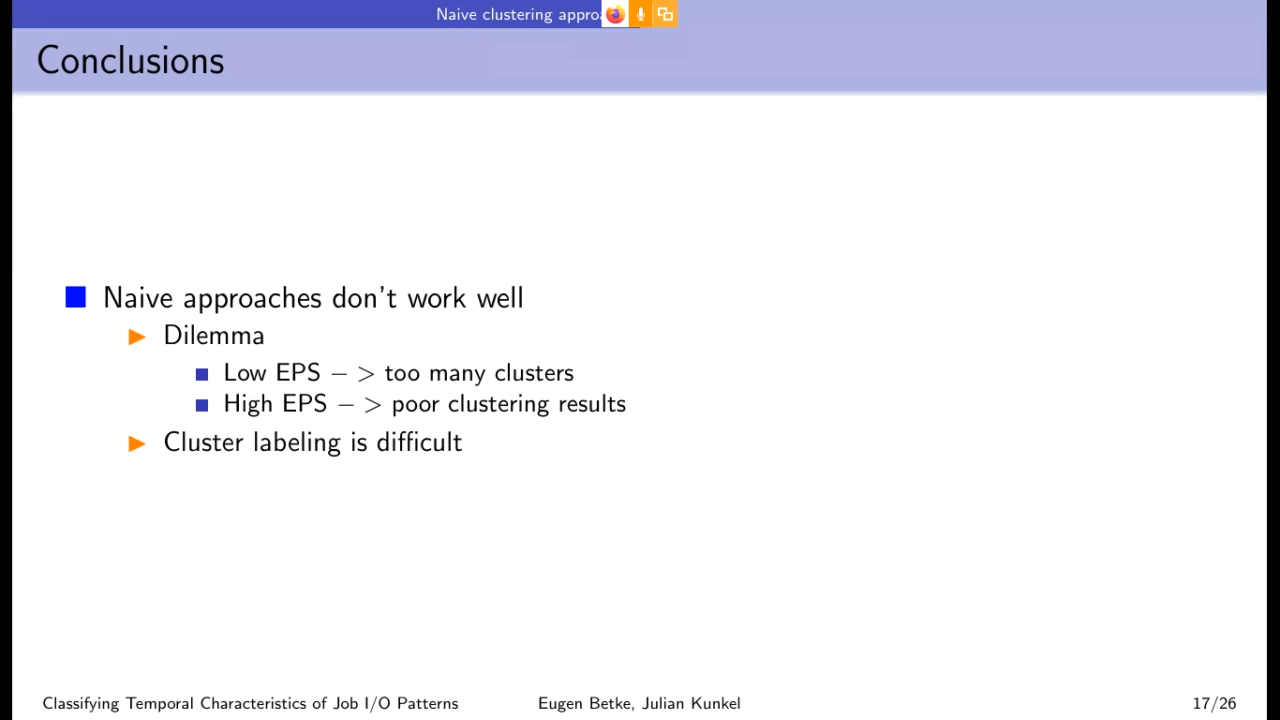 Naive clustering appro
Conclusions
Naive approaches don't work well
Dilemma
Low EPS − > too many clusters
High EPS − > poor clustering results
Cluster labeling is difficult
Classifying Temporal Characteristics of Job I/O Patterns Eugen Betke, Julian Kunkel 17/26